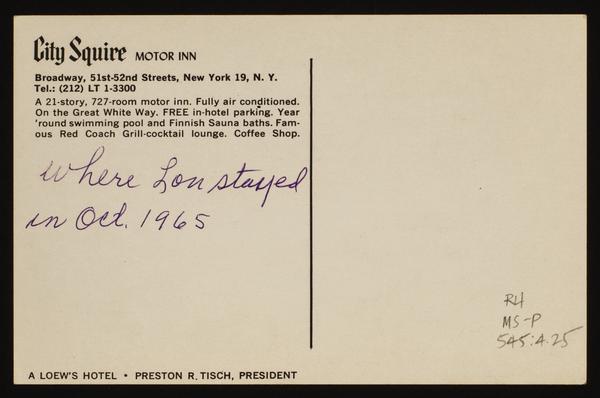 City Squire MOTOR INN
Broadway, 51st-52nd Streets, New York 19, N. Y.
Tel.: (212) LT 1-3300
A 21-story, 727-room motor inn. Fully air conditioned.
On the Great White Way. FREE in-hotel parking. Year
'round swimming pool and Finnish Sauna baths. Fam-
ous Red Coach Grill-cocktail lounge. Coffee Shop.
where Lon stayed
in Oct. 1965
RH
MS-P
545:4.25
A LOEW'S HOTEL • PRESTON R. TISCH, PRESIDENT